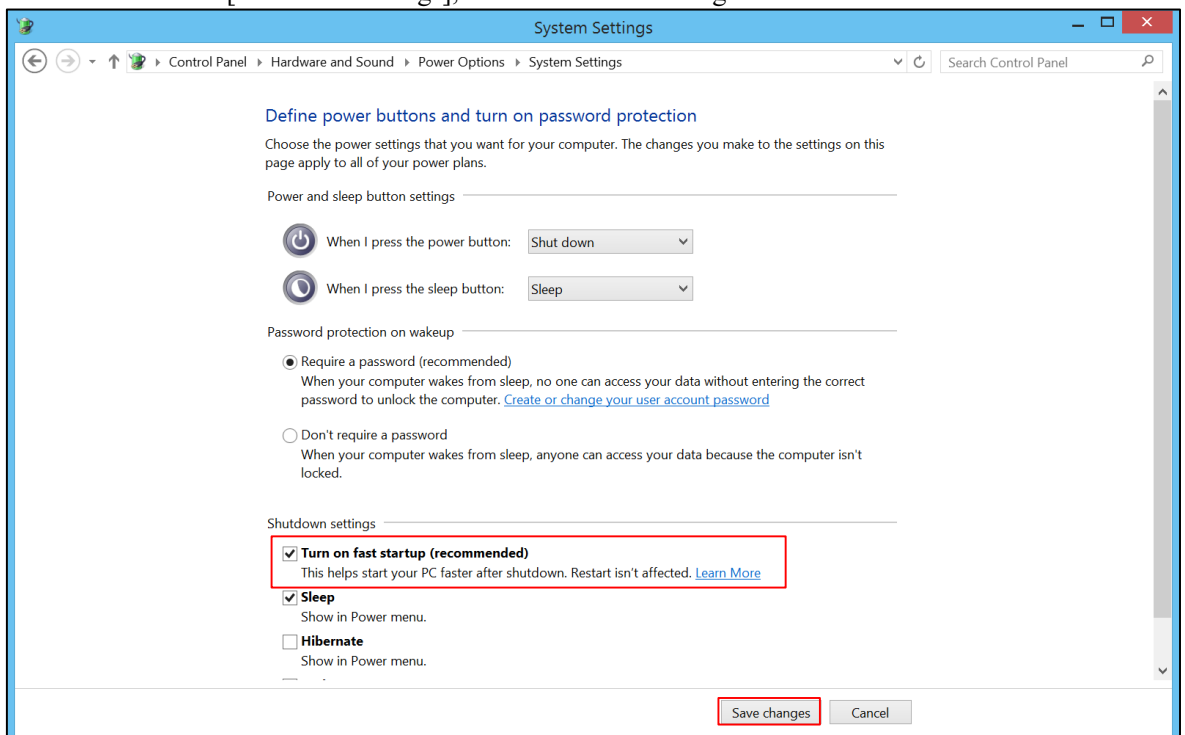 System Settings
Control Panel Hardware and Sound Power Options System Settings Search Control Panel
Define power buttons and turn on password protection
Choose the power settings that you want for your computer. The changes you make to the settings on this
page apply to all of your power plans.
Power and sleep button settings
When I press the power button: Shut down
When I press the sleep button: Sleep
Password protection on wakeup
Require a password (recommended)
When your computer wakes from sleep, no one can access your data without entering the correct
password to unlock the computer. Create or change your user account password
Don't require a password
When your computer wakes from sleep, anyone can access your data because the computer isn't
locked.
Shutdown settings
Turn on fast startup (recommended)
This helps start your PC faster after shutdown. Restart isn't affected. Learn More
Sleep
Show in Power menu.
Hibernate
Show in Power menu.
Save changes Cancel